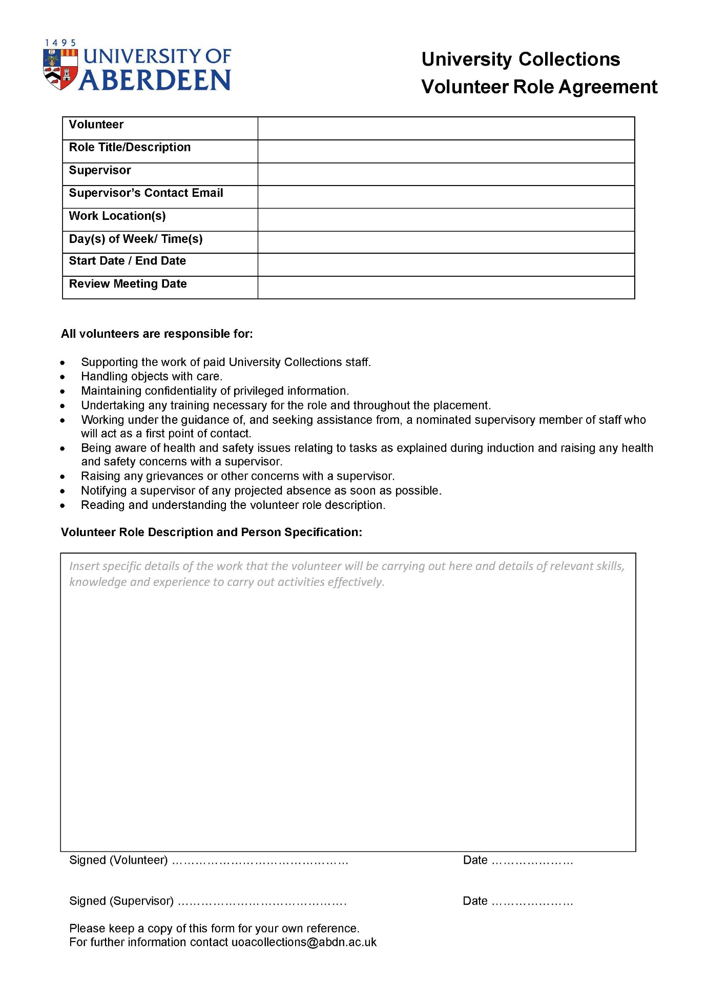 1 4 9 5
UNIVERSITY OF
ABERDEEN
University Collections
Volunteer Role Agreement
Volunteer
Role Title/Description
Supervisor
Supervisor’s Contact Email
Work Location(s)
Day(s) of Week/ Time(s)
Start Date / End Date
Review Meeting Date
All volunteers are responsible for:
• Supporting the work of paid University Collections staff.
• Handling objects with care.
• Maintaining confidentiality of privileged information.
• Undertaking any training necessary for the role and throughout the placement.
• Working under the guidance of, and seeking assistance from, a nominated supervisory member of staff who
will act as a first point of contact.
• Being aware of health and safety issues relating to tasks as explained during induction and raising any health
and safety concerns with a supervisor.
• Raising any grievances or other concerns with a supervisor.
• Notifying a supervisor of any projected absence as soon as possible.
• Reading and understanding the volunteer role description.
Volunteer Role Description and Person Specification:
Insert specific details of the work that the volunteer will be carrying out here and details of relevant skills,
knowledge and experience to carry out activities effectively.
Signed (Volunteer) ……………………………………… Date …………………
Signed (Supervisor) ……………………………………. Date …………………
Please keep a copy of this form for your own reference.
For further information contact uoacollections@abdn.ac.uk